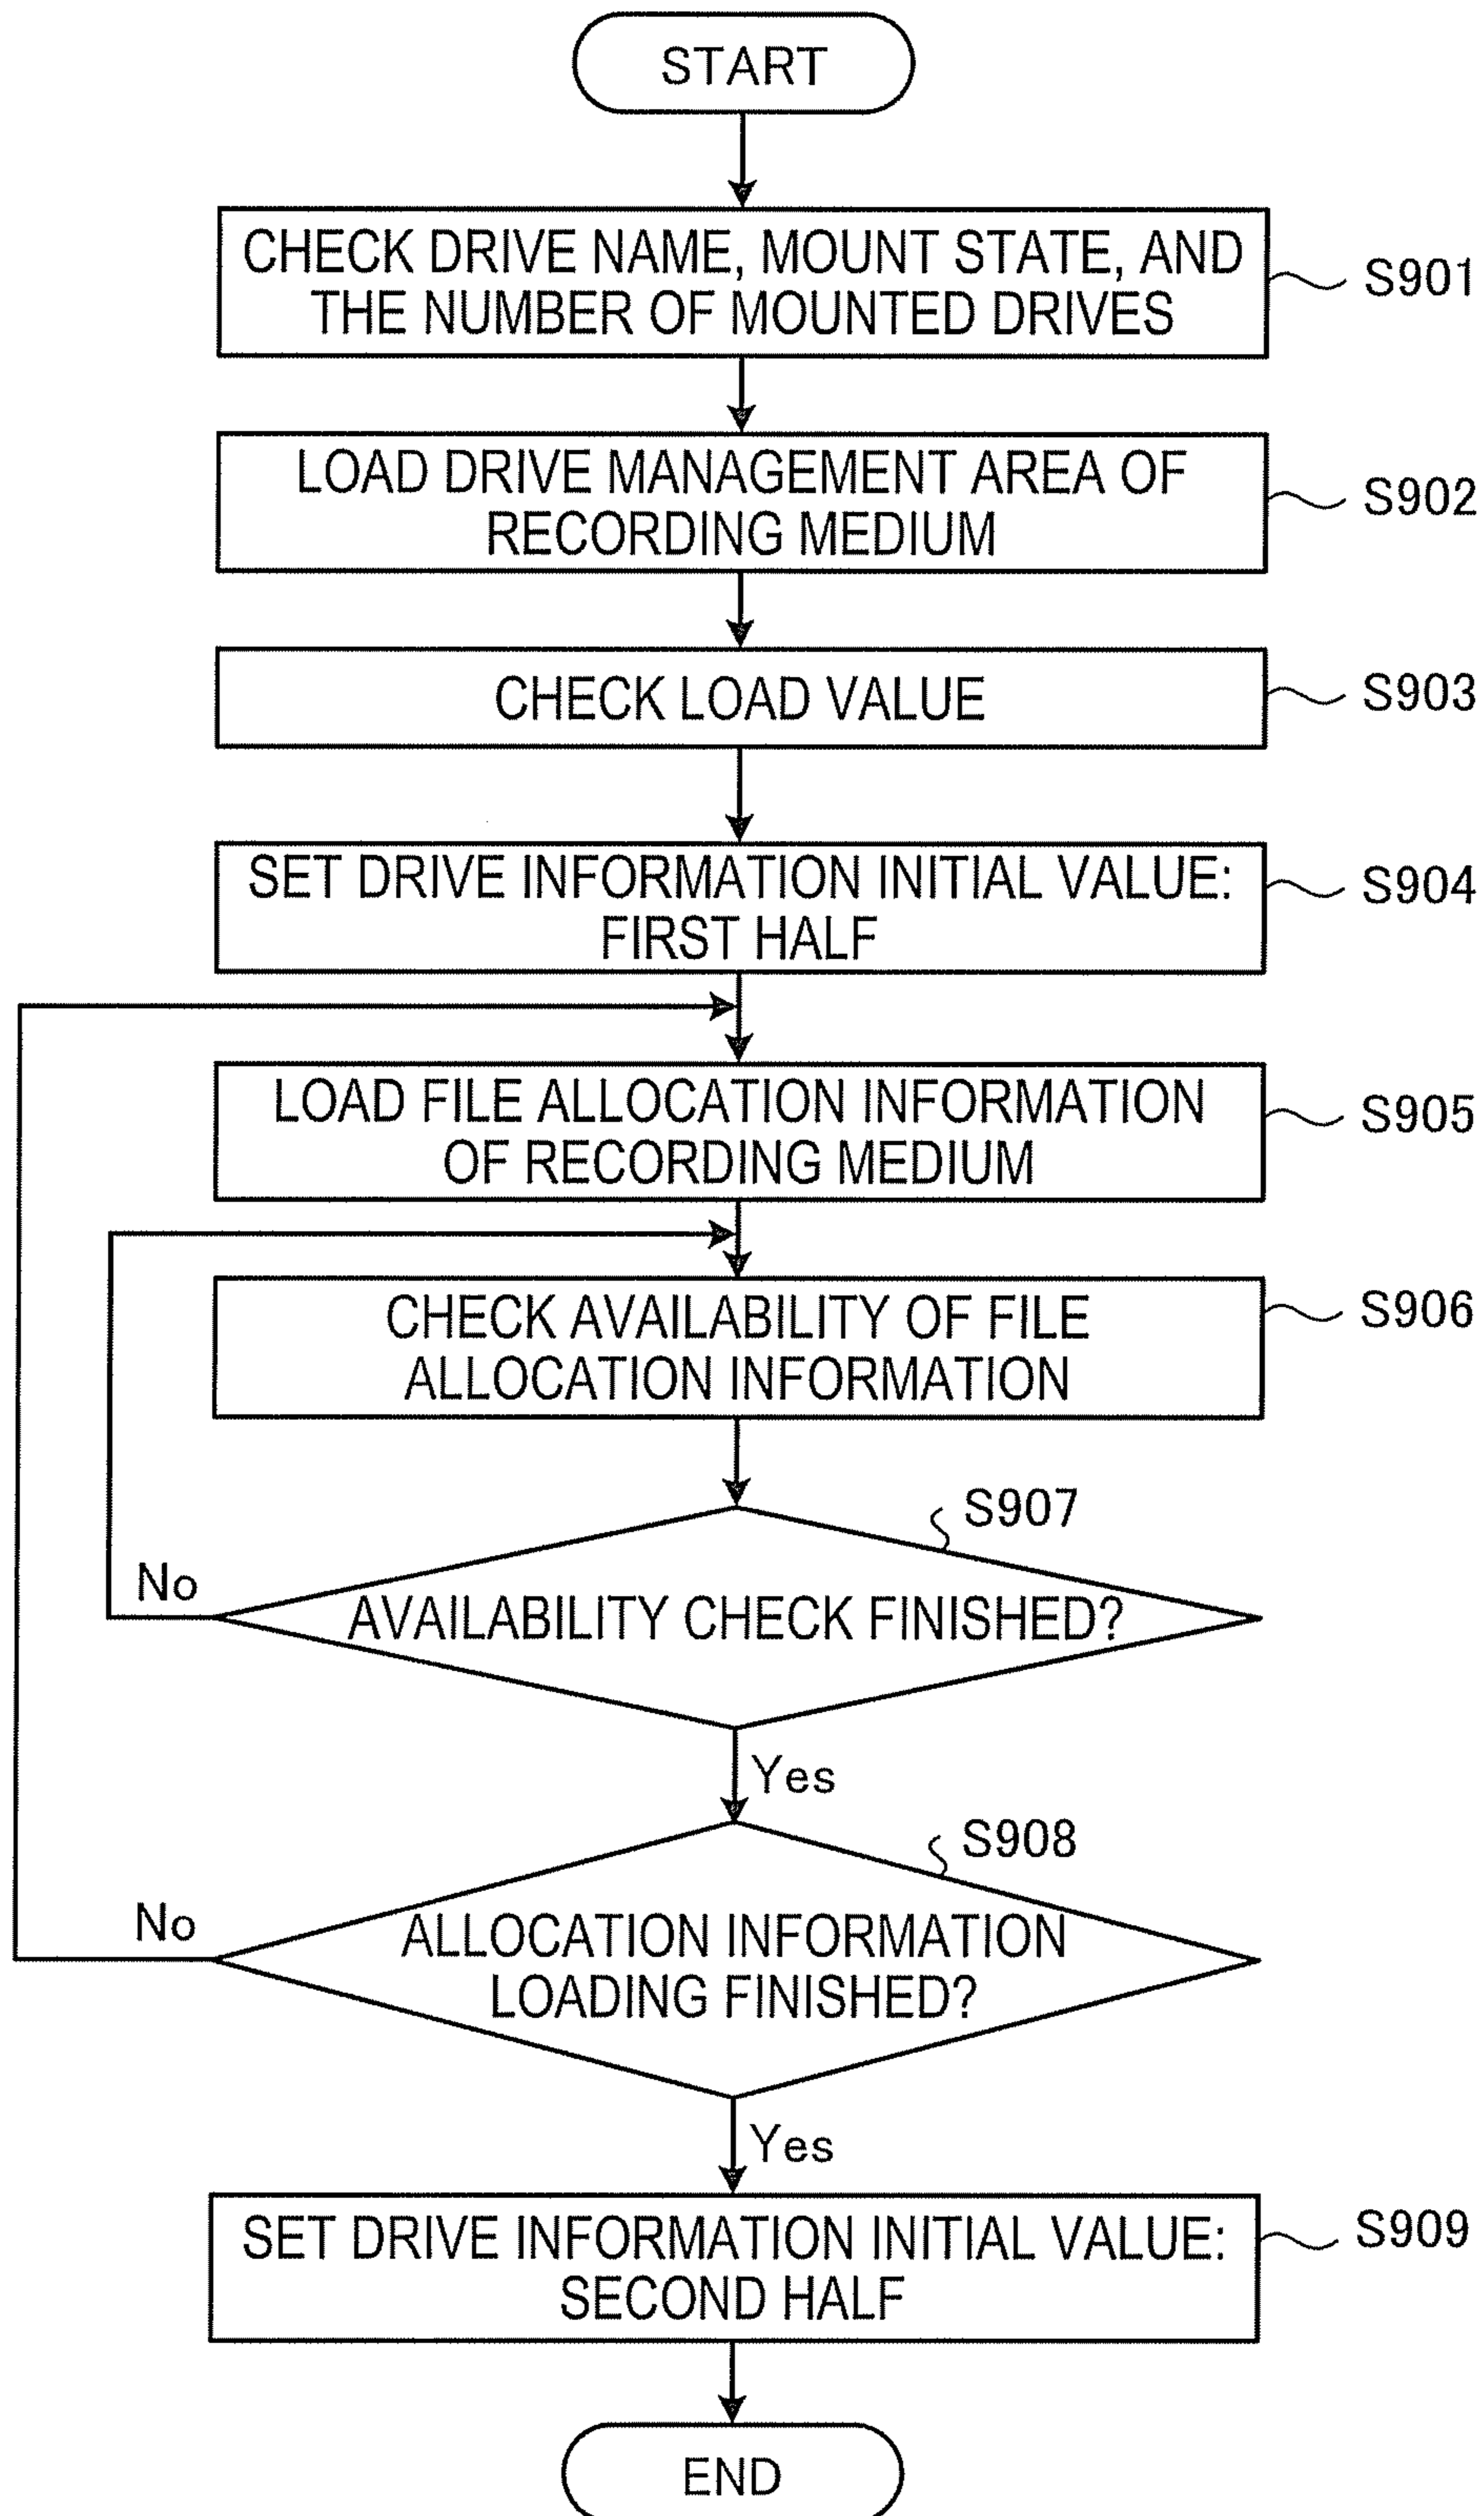 START
CHECK DRIVE NAME, MOUNT STATE, AND
THE NUMBER OF MOUNTED DRIVES
S901
LOAD DRIVE MANAGEMENT AREA OF
RECORDING MEDIUM
S902
CHECK LOAD VALUE
S903
SET DRIVE INFORMATION INITIAL VALUE:
FIRST HALF
S904
LOAD FILE ALLOCATION INFORMATION
OF RECORDING MEDIUM
S905
CHECK AVAILABILITY OF FILE
ALLOCATION INFORMATION
S906
S907
No
AVAILABILITY CHECK FINISHED?
Yes
S908
No
ALLOCATION INFORMATION
LOADING FINISHED?
Yes
SET DRIVE INFORMATION INITIAL VALUE:
SECOND HALF
S909
END